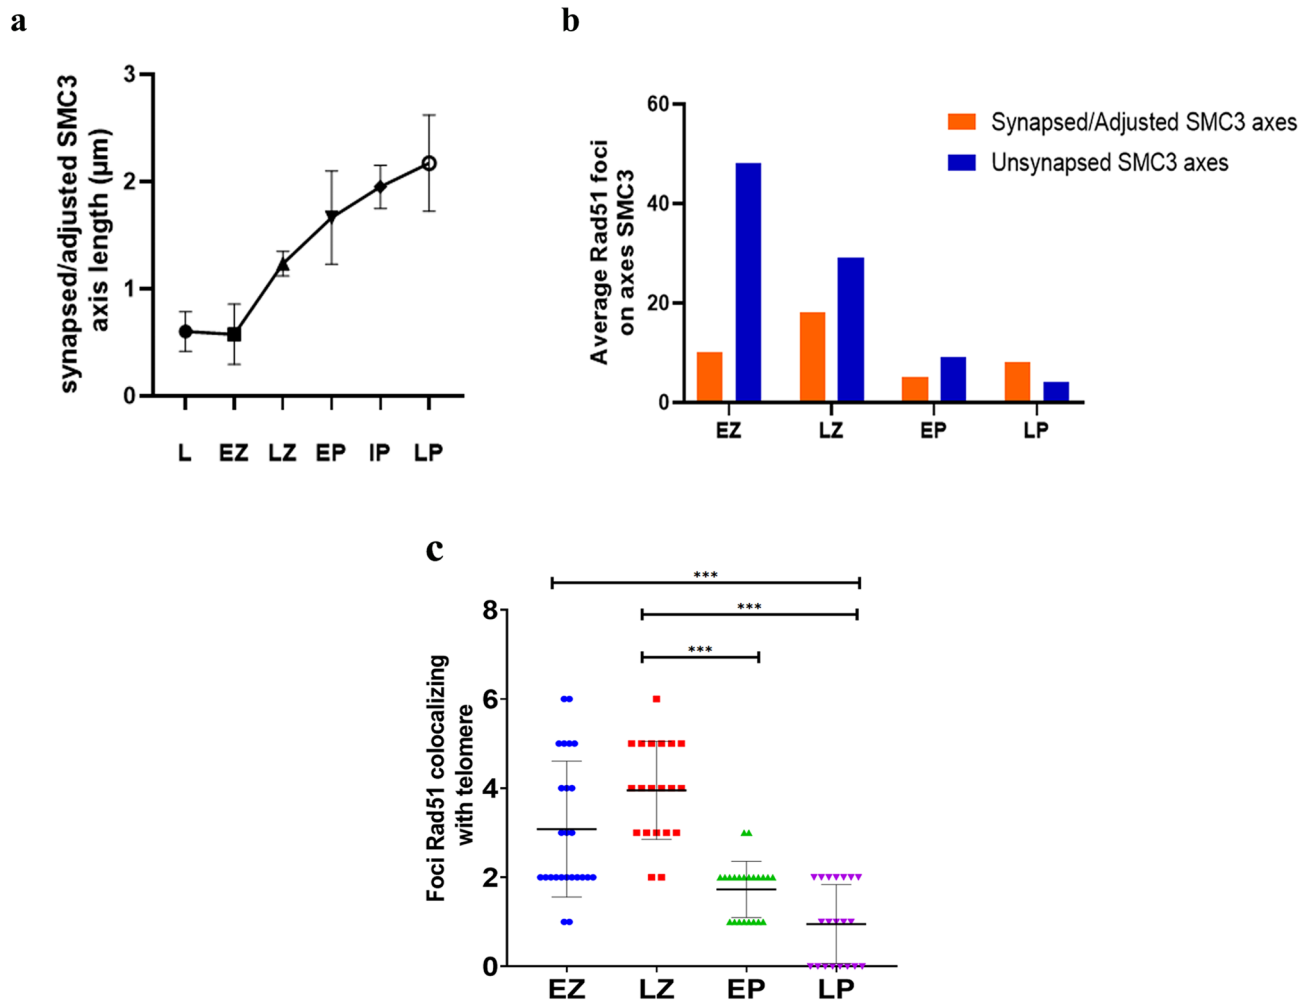 a
synapsed/adjusted SMC3
axis length (µm)
3
2
1
0
L EZ LZ EP IP LP
b
Average Rad51 foci
on axes SMC3
60
40
20
0
EZ LZ EP LP
Synapsed/Adjusted SMC3 axes
Unsynapsed SMC3 axes
c
Foci Rad51 colocalizing
with telomere
***
***
***
8
6
4
2
0
EZ LZ EP LP